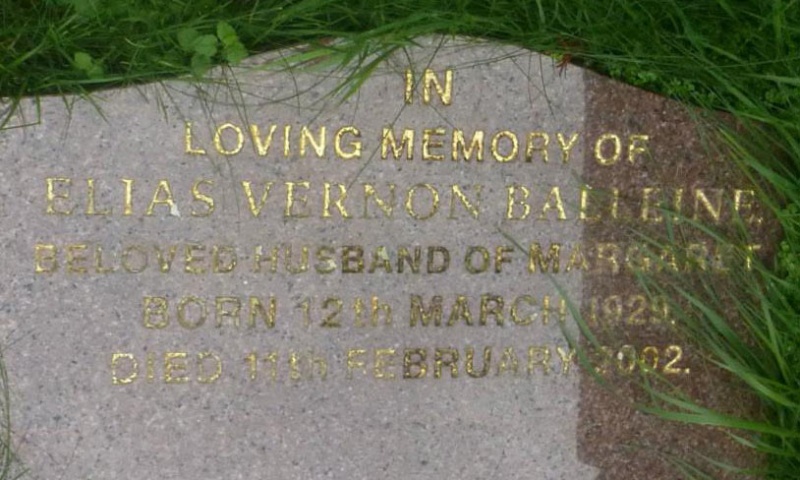 IN
LOVING MEMORY OF
ELIAS VERNON BALLEINE
BELOVED HUSBAND OF MARGARET
BORN 12th MARCH 1929.
DIED 11th FEBRUARY 2002.